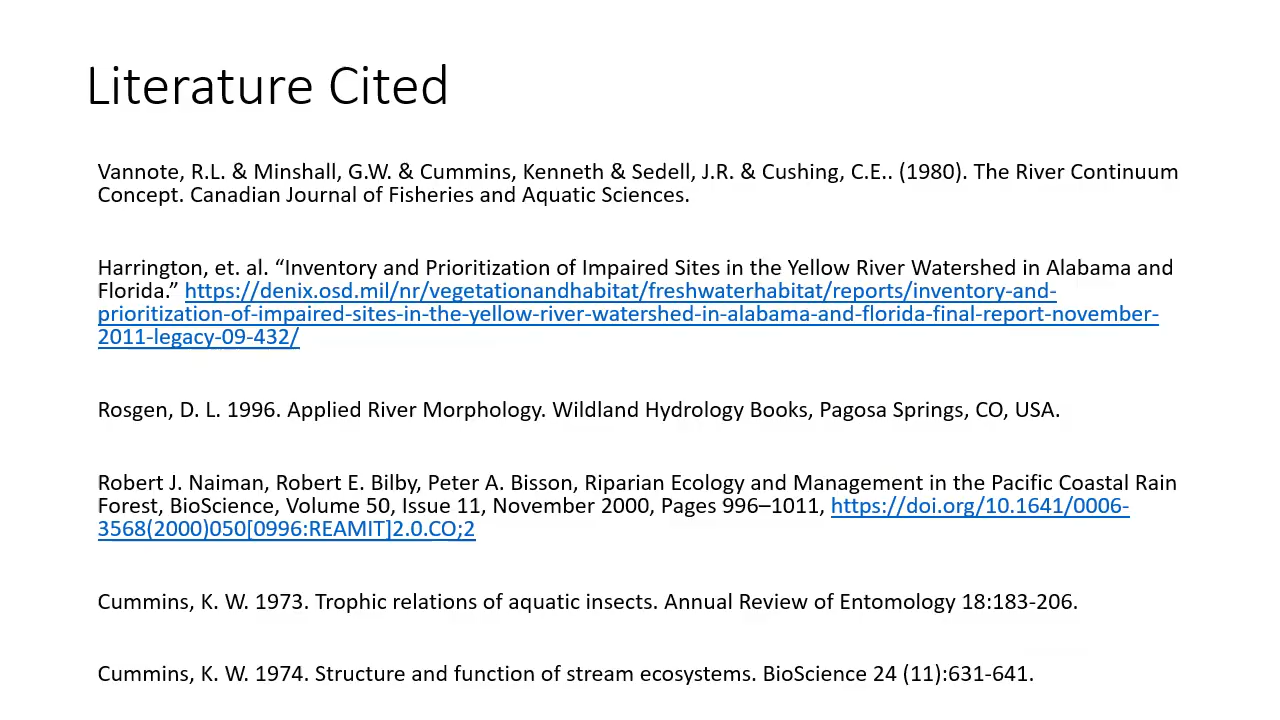 Literature Cited
Vannote, R.L. & Minshall, G.W. & Cummins, Kenneth & Sedell, J.R. & Cushing, C.E.. (1980). The River Continuum
Concept. Canadian Journal of Fisheries and Aquatic Sciences.
Harrington, et. al. “Inventory and Prioritization of Impaired Sites in the Yellow River Watershed in Alabama and
Florida.” https://denix.osd.mil/nr/vegetationandhabitat/freshwaterhabitat/reports/inventory-and-
prioritization-of-impaired-sites-in-the-yellow-river-watershed-in-alabama-and-florida-final-report-november-
2011-legacy-09-432/
Rosgen, D. L. 1996. Applied River Morphology. Wildland Hydrology Books, Pagosa Springs, CO, USA.
Robert J. Naiman, Robert E. Bilby, Peter A. Bisson, Riparian Ecology and Management in the Pacific Coastal Rain
Forest, BioScience, Volume 50, Issue 11, November 2000, Pages 996–1011, https://doi.org/10.1641/0006-
3568(2000)050[0996:REAMIT]2.0.CO;2
Cummins, K. W. 1973. Trophic relations of aquatic insects. Annual Review of Entomology 18:183-206.
Cummins, K. W. 1974. Structure and function of stream ecosystems. BioScience 24 (11):631-641.